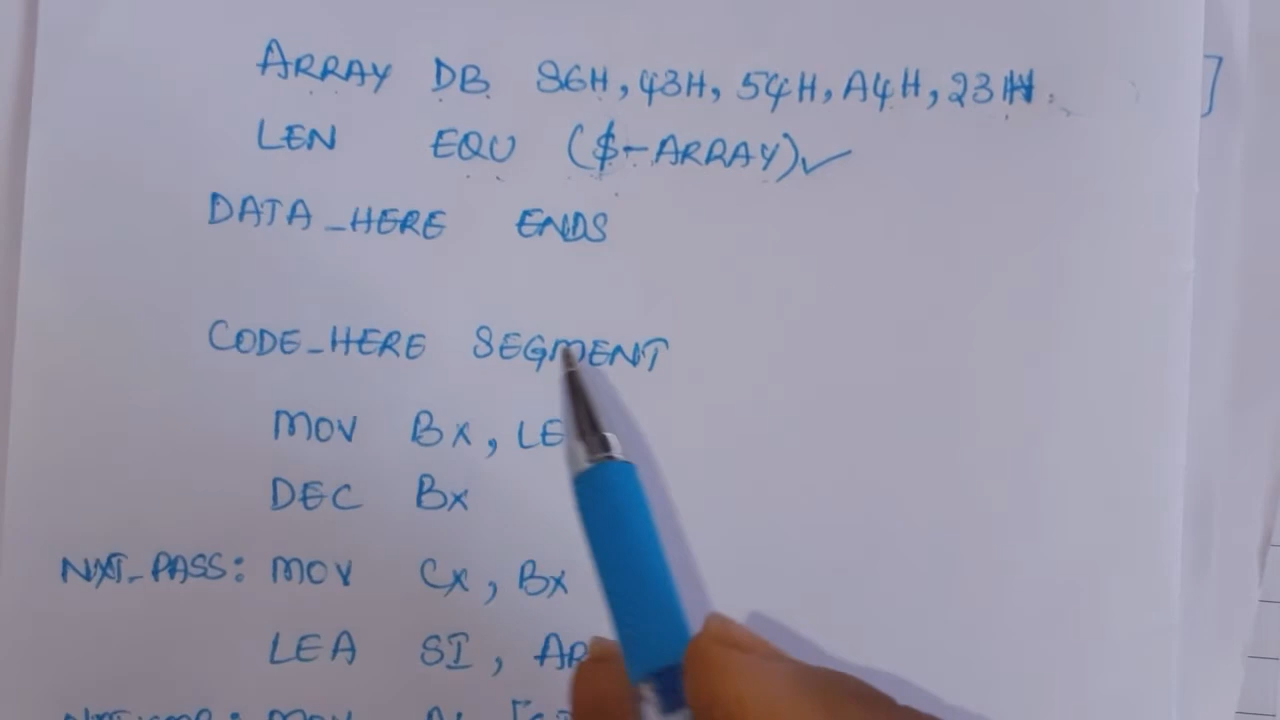 ARRAY DB 86H, 43H, 54H, A4H, 23H
LEN EQU ($-ARRAY)✓
DATA_HERE ENDS
CODE_HERE SEGMENT
MOV BX, LE
DEC BX
NXT_PASS: MOV CX, BX
LEA SI, AR